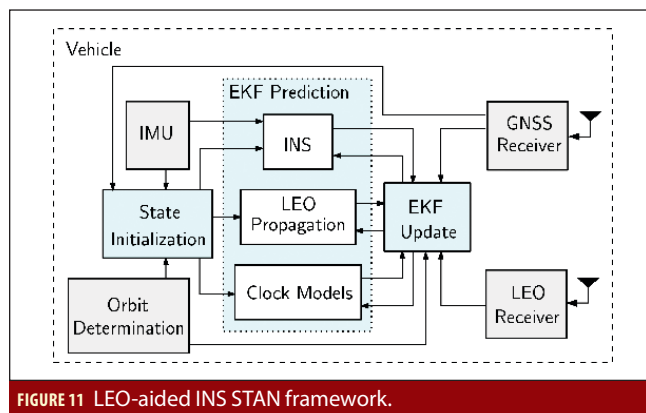 Vehicle
EKF Prediction
IMU
INS
GNSS
Receiver
State
Initialization
LEO
Propagation
EKF
Update
Clock Models
Orbit
Determination
LEO
Receiver
FIGURE 11 LEO-aided INS STAN framework.